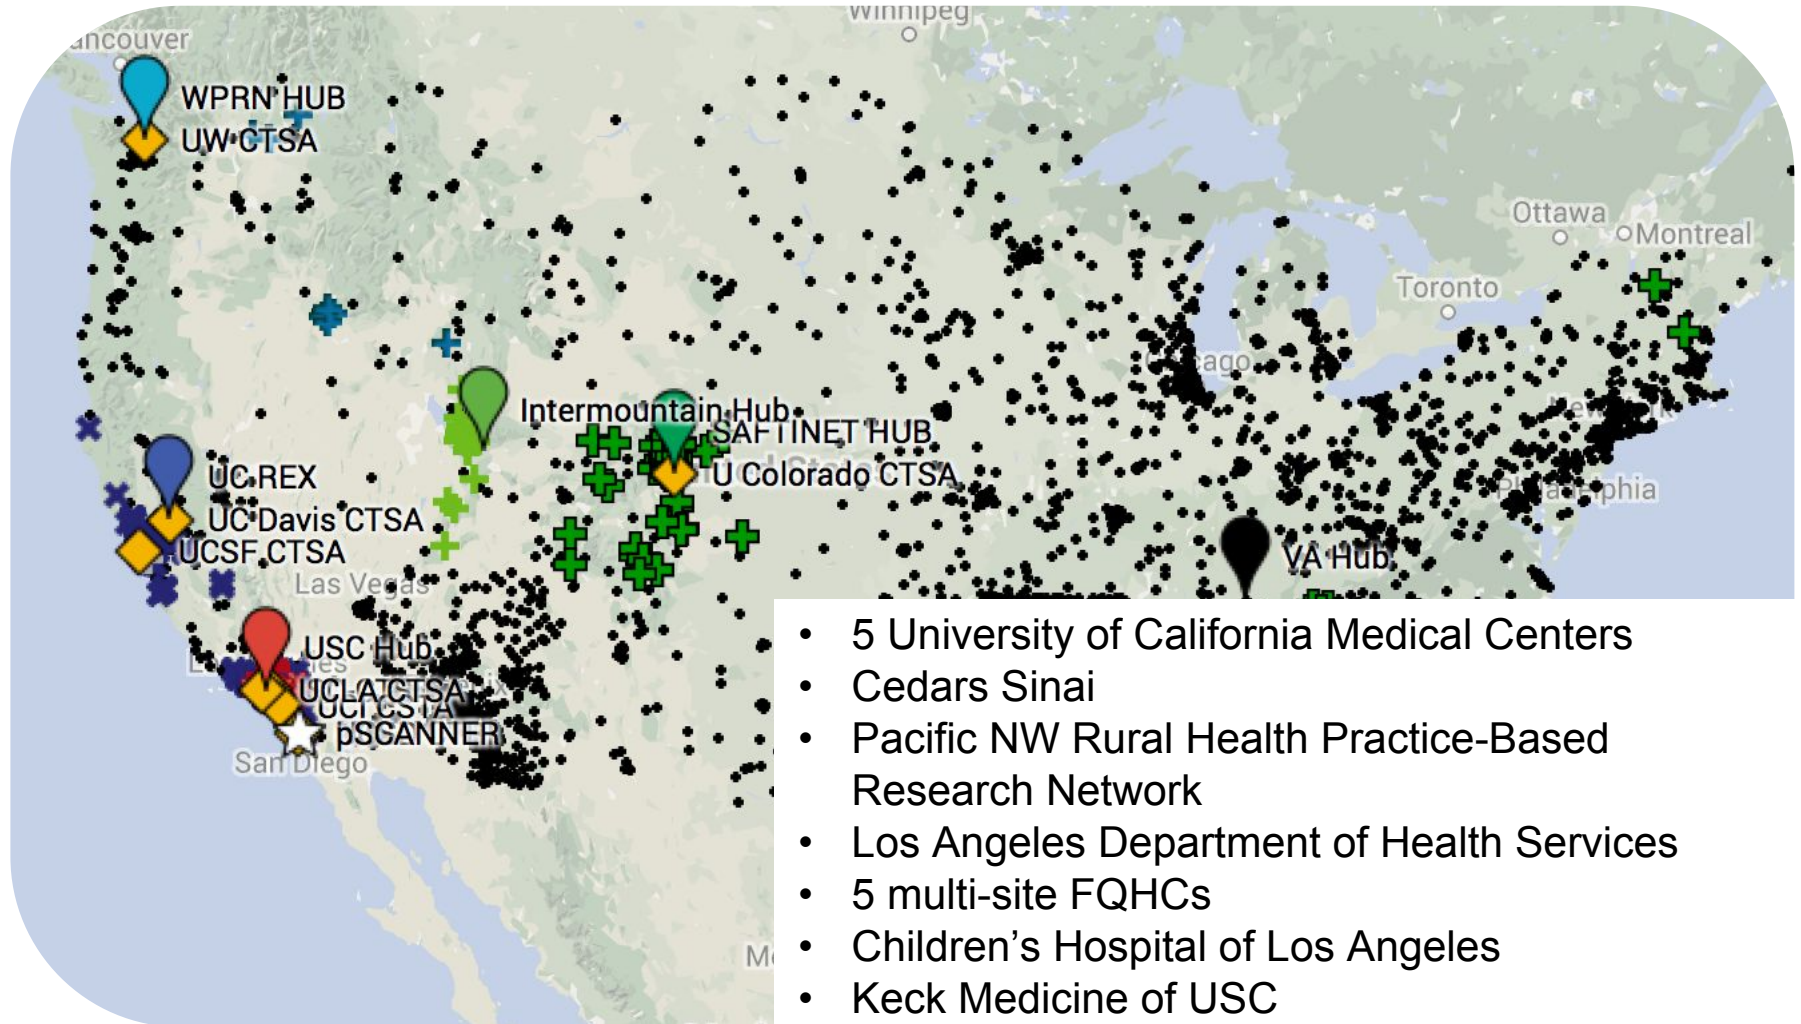 Winnipeg
ancouver
WPRN HUB
UW CTSA
Ottawa
Montreal
Toronto
cago
Intermountain Hub
SAFTINET HUB
U Colorado CTSA
UC REX
UC Davis CTSA
UCSF CTSA
Las Vegas
VA Hub
USC Hub
UCLA CTSA
UCI CSTA
pSCANNER
San Diego
• 5 University of California Medical Centers
• Cedars Sinai
• Pacific NW Rural Health Practice-Based
Research Network
• Los Angeles Department of Health Services
• 5 multi-site FQHCs
• Children’s Hospital of Los Angeles
• Keck Medicine of USC